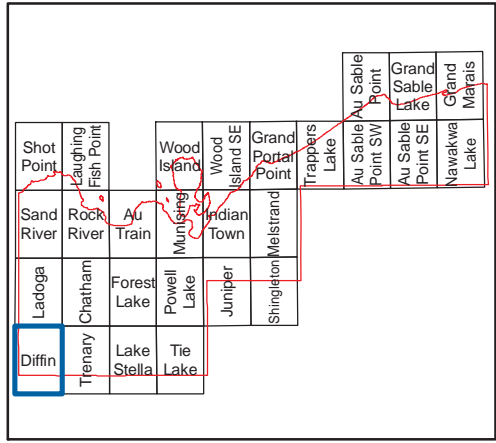 Au Sable
Point
Grand
Sable
Lake
Grand
Marais
Shot
Point
Laughing
Fish Point
Wood
Island
Wood
Island SE
Grand
Portal
Point
Trappers
Lake
Au Sable
Point SW
Au Sable
Point SE
Nawakwa
Lake
Sand
River
Rock
River
Au
Train
Munising
Indian
Town
Melstrand
Ladoga
Chatham
Forest
Lake
Powell
Lake
Juniper
Shingleton
Diffin
Trenary
Lake
Stella
Tie
Lake